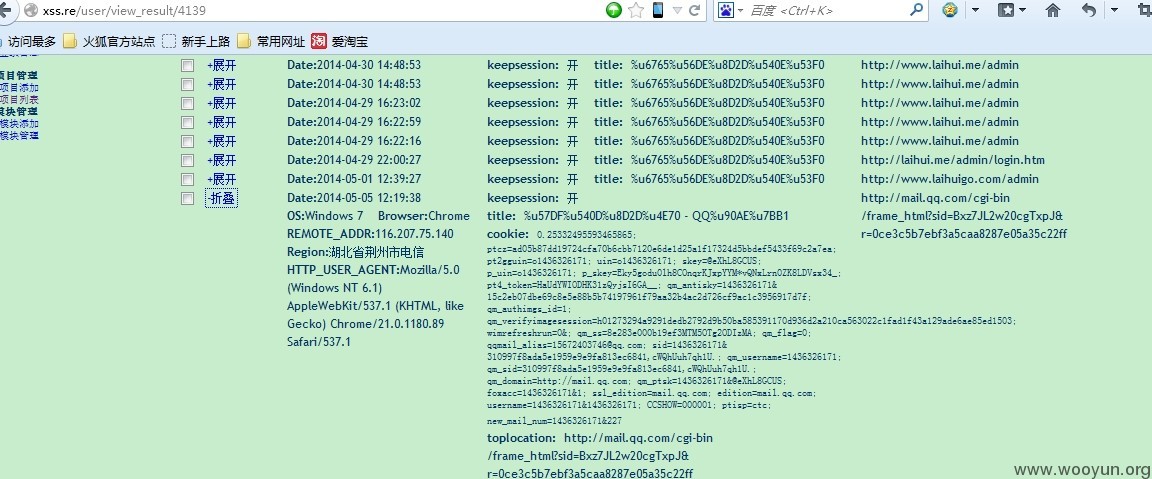 xss.re/user/view_result/4139
百度 <Ctrl+K>
访问最多 火狐官方站点 新手上路 常用网址 淘 爱淘宝
项目管理
项目添加
项目列表
模块管理
模块添加
模块管理
+展开 Date:2014-04-30 14:48:53 keepsession: 开 title: %u6765%u56DE%u8D2D%u540E%u53F0 http://www.laihui.me/admin
+展开 Date:2014-04-30 14:48:53 keepsession: 开 title: %u6765%u56DE%u8D2D%u540E%u53F0 http://www.laihui.me/admin
+展开 Date:2014-04-29 16:23:02 keepsession: 开 title: %u6765%u56DE%u8D2D%u540E%u53F0 http://www.laihui.me/admin
+展开 Date:2014-04-29 16:22:59 keepsession: 开 title: %u6765%u56DE%u8D2D%u540E%u53F0 http://www.laihui.me/admin
+展开 Date:2014-04-29 16:22:16 keepsession: 开 title: %u6765%u56DE%u8D2D%u540E%u53F0 http://www.laihui.me/admin
+展开 Date:2014-04-29 22:00:27 keepsession: 开 title: %u6765%u56DE%u8D2D%u540E%u53F0 http://laihui.me/admin/login.htm
+展开 Date:2014-05-01 12:39:27 keepsession: 开 title: %u6765%u56DE%u8D2D%u540E%u53F0 http://laihuigo.com/admin
-折叠 Date:2014-05-05 12:19:38 keepsession: 开 http://mail.qq.com/cgi-bin
/frame_html?sid=Bxz7JL2w20cgTxpJ&
r=0ce3c5b7ebf3a5caa8287e05a35c22ff
OS:Windows 7 Browser:Chrome
REMOTE_ADDR:116.207.75.140
Region:湖北省荆州市电信
HTTP_USER_AGENT:Mozilla/5.0
(Windows NT 6.1)
AppleWebKit/537.1 (KHTML, like
Gecko) Chrome/21.0.1180.89
Safari/537.1
title: %u57DF%u540D%u8D2D%u4E70 - QQ%u90AE%u7BB1
cookie: 0.25332495593465865;
ptcz=ad05b87dd19724cfa70b6cbb7120e6de1d25a1f17324d5bbdef5433f69c2a7ea;
pt2gguin=o1436326171; uin=o1436326171; skey=@eXhL8GCUS;
p_uin=o1436326171;
pt4_token=HaUdYWIODHK31zQyjsI6GA__; qm_antisky=1436326171&
15c2eb07dbe69c8e5e88b5b74197961f79aa32b4ac2d726cf9ac1c3956917d7f;
qm_authimgs_id=1;
qm_verifyimagesession=h01273294a9291dedb2792d9b50ba585391170d936d2a210ca563022c1fad1f43a129ade6ae85ed1503;
wimrefreshrun=0&; qm_ss=8e283e000b19ef3MTM5OTg2ODIzMA; qm_flag=0;
qqmail_alias=15672403746@qq.com; sid=1436326171&
310997f8ada5e1959e9e9fa813ec6841,cWQhUuh7qh1U.; qm_username=1436326171;
qm_sid=310997f8ada5e1959e9e9fa813ec6841,cWQhUuh7qh1U.;
qm_domain=http://mail.qq.com; qm_ptsk=1436326171&@eXhL8GCUS;
foxacc=1436326171&1; ssl_edition=mail.qq.com; edition=mail.qq.com;
username=1436326171&1436326171; CCSHOW=000001; ptisp=ctc;
new_mail_num=1436326171&227
toplocation: http://mail.qq.com/cgi-bin
/frame_html?sid=Bxz7JL2w20cgTxpJ&
r=0ce3c5b7ebf3a5caa8287e05a35c22ff
www.wooyun.org